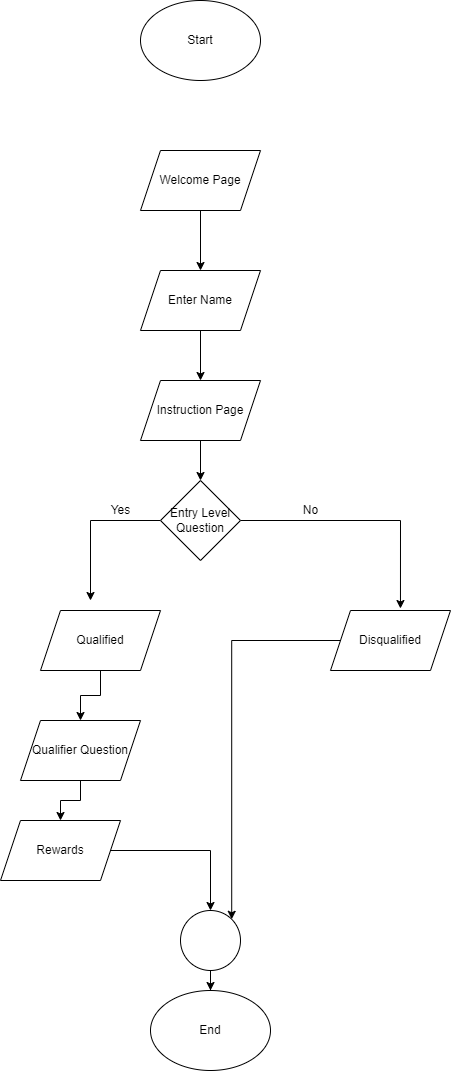 Start
Welcome Page
Enter Name
Instruction Page
Entry Level
Question
Yes
No
Qualified
Disqualified
Qualifier Question
Rewards
End